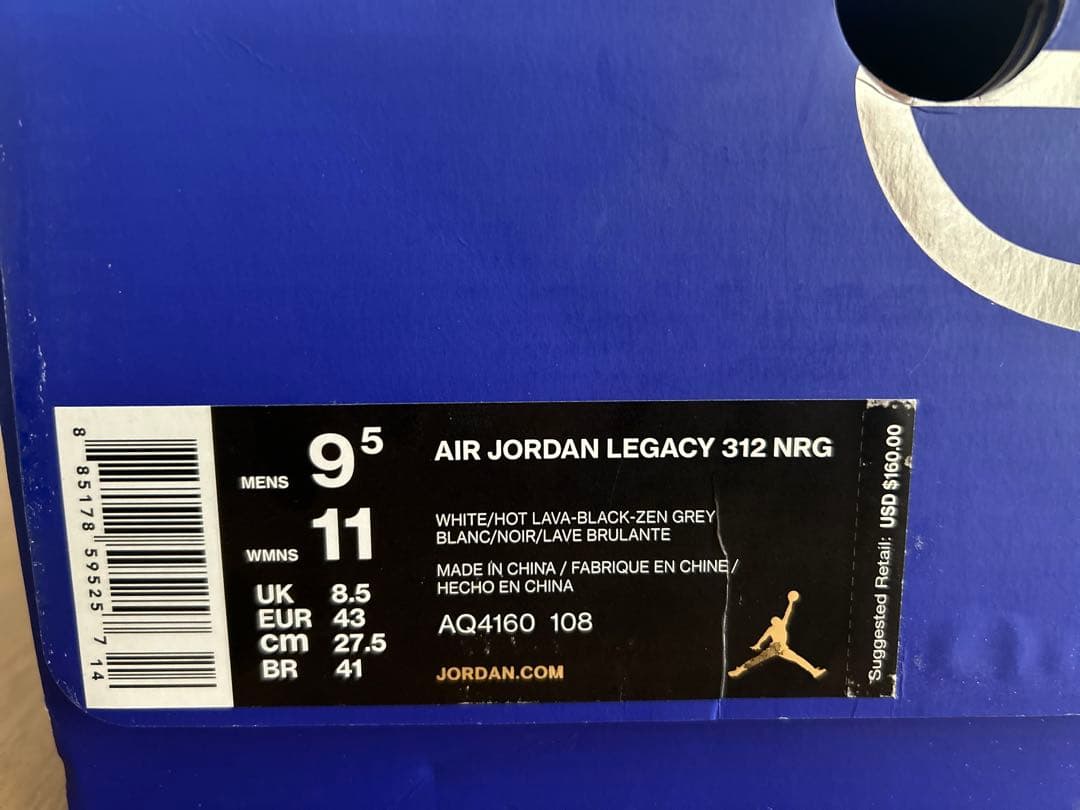 8 85178 59525 7 14
MENS 9⁵
WMNS 11
UK 8.5
EUR 43
cm 27.5
BR 41
AIR JORDAN LEGACY 312 NRG
WHITE/HOT LAVA-BLACK-ZEN GREY
BLANC/NOIR/LAVE BRULANTE
MADE IN CHINA / FABRIQUE EN CHINE /
HECHO EN CHINA
AQ4160 108
JORDAN.COM
Suggested Retail: USD $160.00